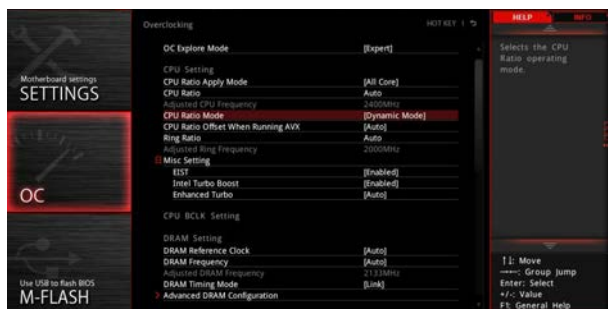 Overclocking
HOT KEY
HELP
INFO
OC Explore Mode [Expert]
CPU Setting
CPU Ratio Apply Mode [All Core]
CPU Ratio Auto
Adjusted CPU Frequency 2400MHz
CPU Ratio Mode [Dynamic Mode]
CPU Ratio Offset When Running AVX [Auto]
Ring Ratio Auto
Adjusted Ring Frequency 2000MHz
Misc Setting
EIST [Enabled]
Intel Turbo Boost [Enabled]
Enhanced Turbo [Auto]
CPU BCLK Setting
DRAM Setting
DRAM Reference Clock [Auto]
DRAM Frequency [Auto]
Adjusted DRAM Frequency 2133MHz
DRAM Timing Mode [Link]
Advanced DRAM Configuration
Motherboard settings
SETTINGS
OC
Use USB to flash BIOS
M-FLASH
Selects the CPU
Ratio operating
mode.
↑↓: Move
→←: Group Jump
Enter: Select
+/-: Value
F1: General Help